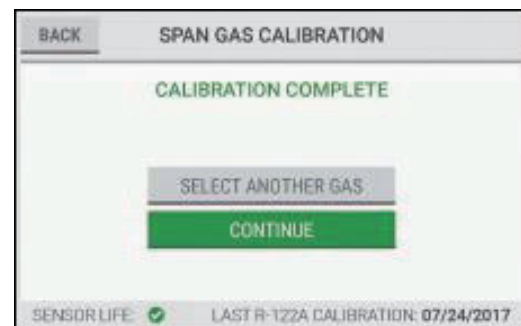 BACK SPAN GAS CALIBRATION
CALIBRATION COMPLETE
SELECT ANOTHER GAS
CONTINUE
SENSOR LIFE: LAST R-122A CALIBRATION: 07/24/2017